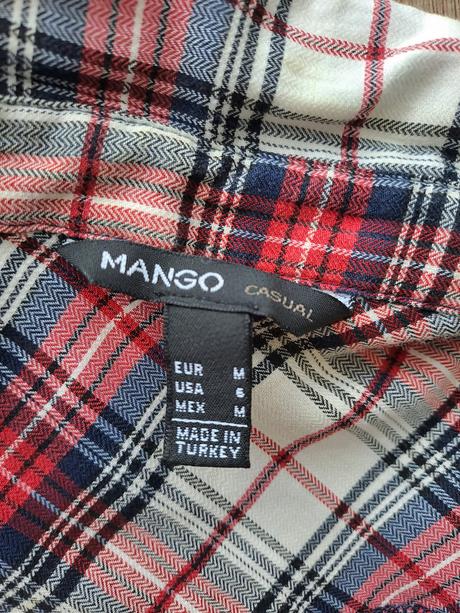 MANGO CASUAL
EUR M
USA 6
MEX M
MADE IN
TURKEY